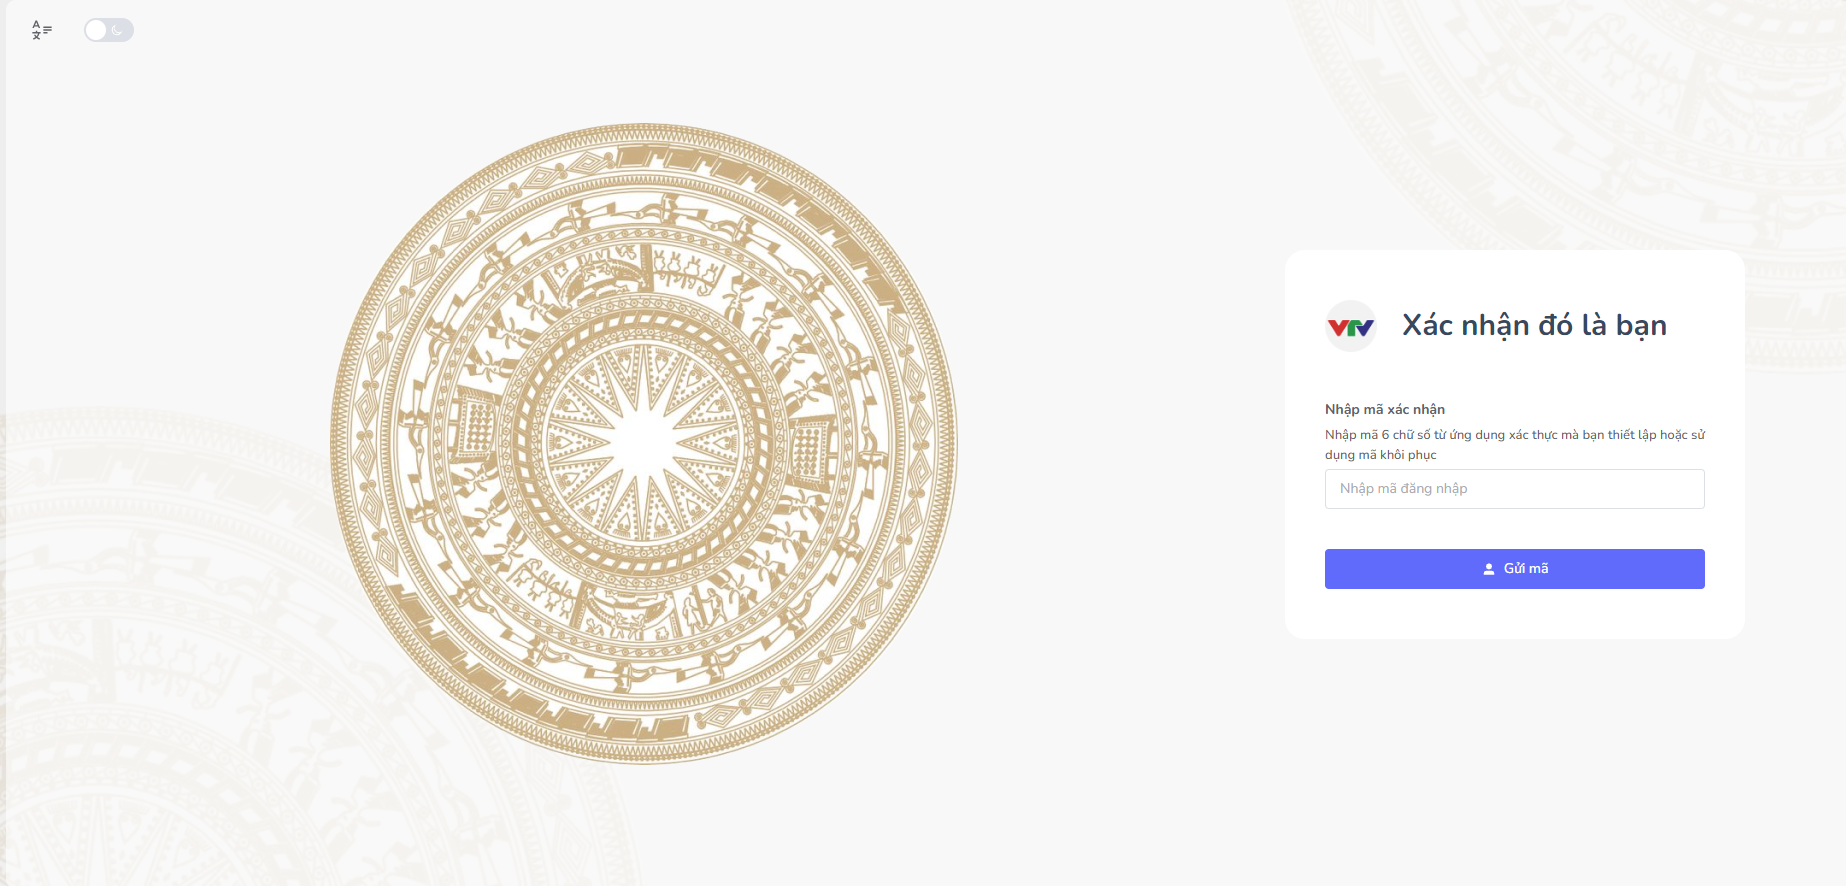 VTV
Xác nhận đó là bạn
Nhập mã xác nhận
Nhập mã 6 chữ số từ ứng dụng xác thực mà bạn thiết lập hoặc sử
dụng mã khôi phục
Nhập mã đăng nhập
Gửi mã